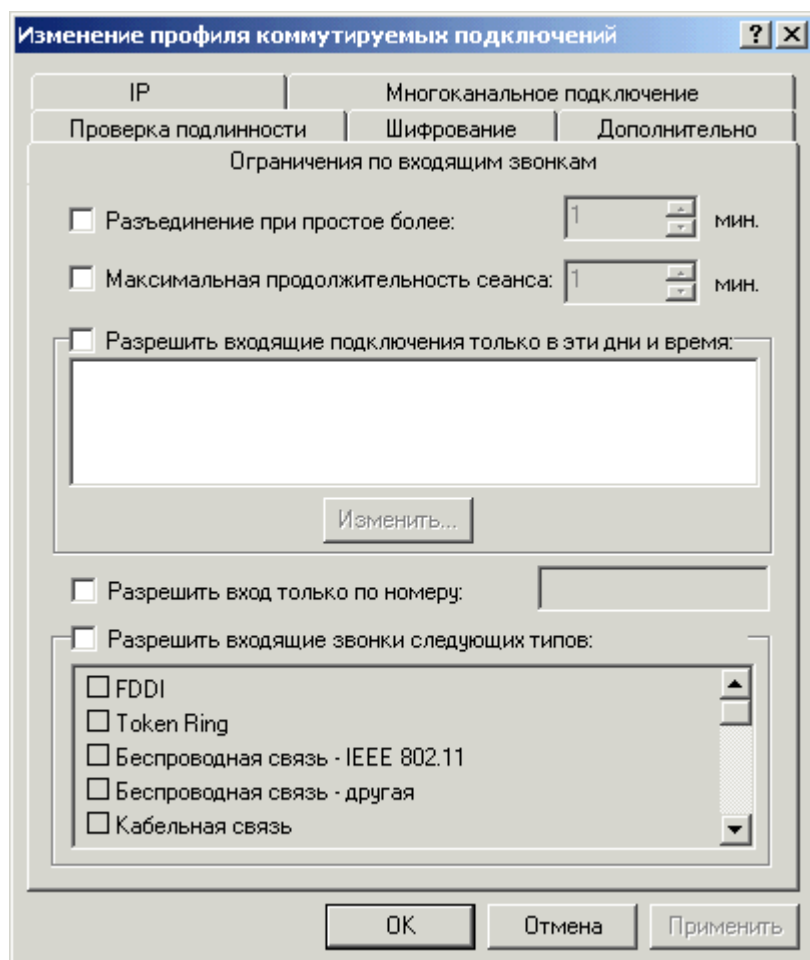 Изменение профиля коммутируемых подключений
IP
Многоканальное подключение
Проверка подлинности
Шифрование
Дополнительно
Ограничения по входящим звонкам
Разъединение при простое более: 1 мин.
Максимальная продолжительность сеанса: 1 мин.
Разрешить входящие подключения только в эти дни и время:
Изменить...
Разрешить вход только по номеру:
Разрешить входящие звонки следующих типов:
FDDI
Token Ring
Беспроводная связь - IEEE 802.11
Беспроводная связь - другая
Кабельная связь
OK
Отмена
Применить